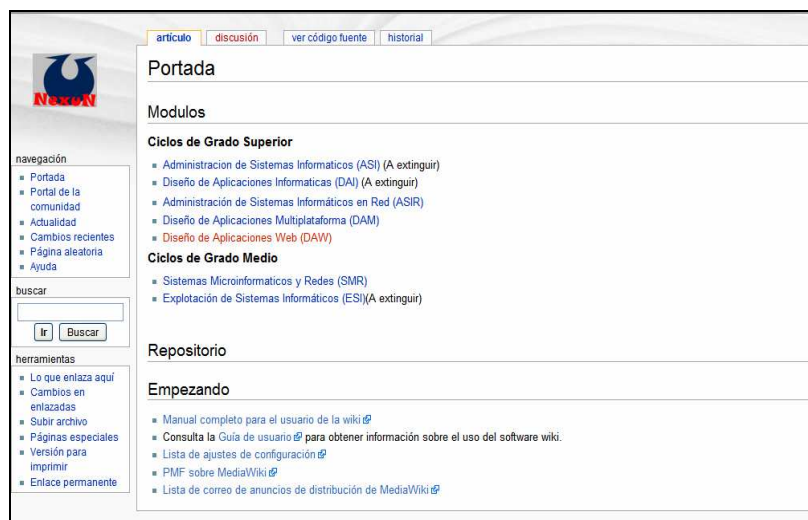 artículo
discusión
ver código fuente
historial
NexuN
Portada
Modulos
Ciclos de Grado Superior
Administracion de Sistemas Informaticos (ASI) (A extinguir)
Diseño de Aplicaciones Informaticas (DAI) (A extinguir)
Administración de Sistemas Informáticos en Red (ASIR)
Diseño de Aplicaciones Multiplataforma (DAM)
Diseño de Aplicaciones Web (DAW)
Ciclos de Grado Medio
Sistemas Microinformaticos y Redes (SMR)
Explotación de Sistemas Informáticos (ESI)(A extinguir)
Repositorio
Empezando
Manual completo para el usuario de la wiki
Consulta la Guía de usuario para obtener información sobre el uso del software wiki.
Lista de ajustes de configuración
PMF sobre MediaWiki
Lista de correo de anuncios de distribución de MediaWiki
navegación
Portada
Portal de la
comunidad
Actualidad
Cambios recientes
Página aleatoria
Ayuda
buscar
Ir
Buscar
herramientas
Lo que enlaza aquí
Cambios en
enlazadas
Subir archivo
Páginas especiales
Versión para
imprimir
Enlace permanente